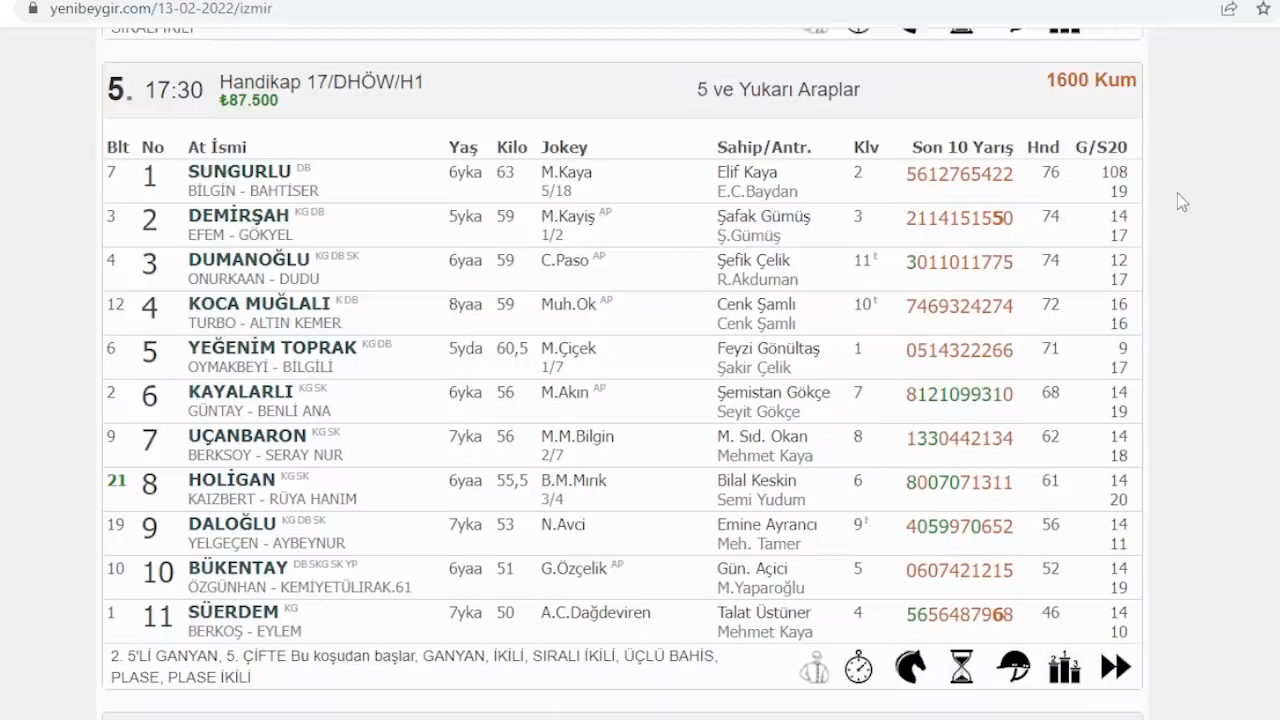 yenibeygir.com/13-02-2022/izmir
SIRALI İKİLİ
5. 17:30 Handikap 17/DHÖW/H1 5 ve Yukarı Araplar 1600 Kum
₺87.500
Blt No At İsmi Yaş Kilo Jokey Sahip/Antr. Klv Son 10 Yarış Hnd G/S20
7 1 SUNGURLU DB 6yka 63 M.Kaya Elif Kaya 2 5612765422 76 108
BİLGİN - BAHTİSER 5/18 E.C.Baydan 19
3 2 DEMİRŞAH KG DB 5yka 59 M.Kayiş AP Şafak Gümüş 3 2114151550 74 14
EFEM - GÖKYEL 1/2 Ş.Gümüş 17
4 3 DUMANOĞLU KG DB SK 6yaa 59 C.Paso AP Şefik Çelik 11 t 3011011775 74 12
ONURKAAN - DUDU R.Akduman 17
12 4 KOCA MUĞLALI K DB 8yaa 59 Muh.Ok AP Cenk Şamlı 10 t 7469324274 72 16
TURBO - ALTIN KEMER Cenk Şamlı 16
6 5 YEĞENİM TOPRAK KG DB 5yda 60,5 M.Çiçek Feyzi Gönültaş 1 0514322266 71 9
OYMAKBEYİ - BİLGİLİ 1/7 Şakir Çelik 17
2 6 KAYALARLI KG SK 6yka 56 M.Akın AP Şemistan Gökçe 7 8121099310 68 14
GÜNTAY - BENLİ ANA Seyit Gökçe 19
9 7 UÇANBARON KG SK 7yka 56 M.M.Bilgin M. Sıd. Okan 8 1330442134 62 14
BERKSOY - SERAY NUR 2/7 Mehmet Kaya 18
21 8 HOLİGAN KG SK 6yaa 55,5 B.M.Mırık Bilal Keskin 6 8007071311 61 14
KAIZBERT - RÜYA HANIM 3/4 Semi Yudum 20
19 9 DALOĞLU KG DB SK 7yka 53 N.Avci Emine Ayrancı 9 t 4059970652 56 14
YELGEÇEN - AYBEYNUR Meh. Tamer 11
10 10 BÜKENTAY DB SKG SK YP 6yaa 51 G.Özçelik AP Gün. Açici 5 0607421215 52 14
ÖZGÜNHAN - KEMİYETÜLIRAK.61 M.Yaparoğlu 19
1 11 SÜERDEM KG 7yka 50 A.C.Dağdeviren Talat Üstüner 4 5656487968 46 14
BERKOŞ - EYLEM Mehmet Kaya 10
2. 5'Lİ GANYAN, 5. ÇİFTE Bu koşudan başlar, GANYAN, İKİLİ, SIRALI İKİLİ, ÜÇLÜ BAHİS,
PLASE, PLASE İKİLİ